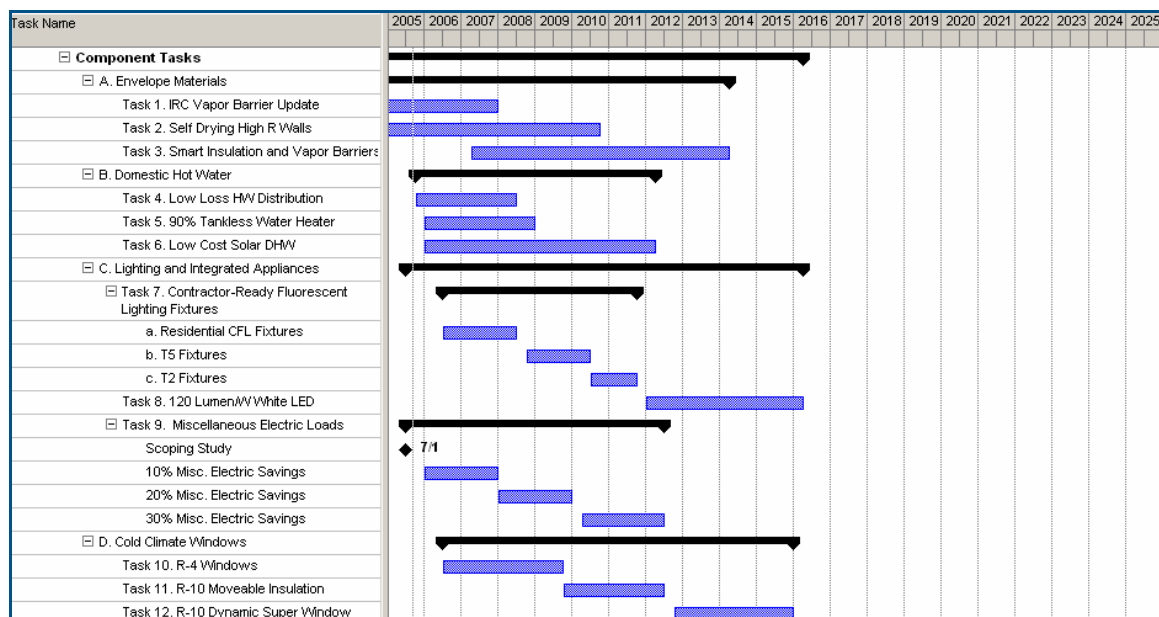 Task Name 2005 2006 2007 2008 2009 2010 2011 2012 2013 2014 2015 2016 2017 2018 2019 2020 2021 2022 2023 2024 2025
Component Tasks
A. Envelope Materials
Task 1. IRC Vapor Barrier Update
Task 2. Self Drying High R Walls
Task 3. Smart Insulation and Vapor Barriers
B. Domestic Hot Water
Task 4. Low Loss HW Distribution
Task 5. 90% Tankless Water Heater
Task 6. Low Cost Solar DHW
C. Lighting and Integrated Appliances
Task 7. Contractor-Ready Fluorescent
Lighting Fixtures
a. Residential CFL Fixtures
b. T5 Fixtures
c. T2 Fixtures
Task 8. 120 Lumen/W White LED
Task 9. Miscellaneous Electric Loads
Scoping Study 7/1
10% Misc. Electric Savings
20% Misc. Electric Savings
30% Misc. Electric Savings
D. Cold Climate Windows
Task 10. R-4 Windows
Task 11. R-10 Moveable Insulation
Task 12. R-10 Dynamic Super Window